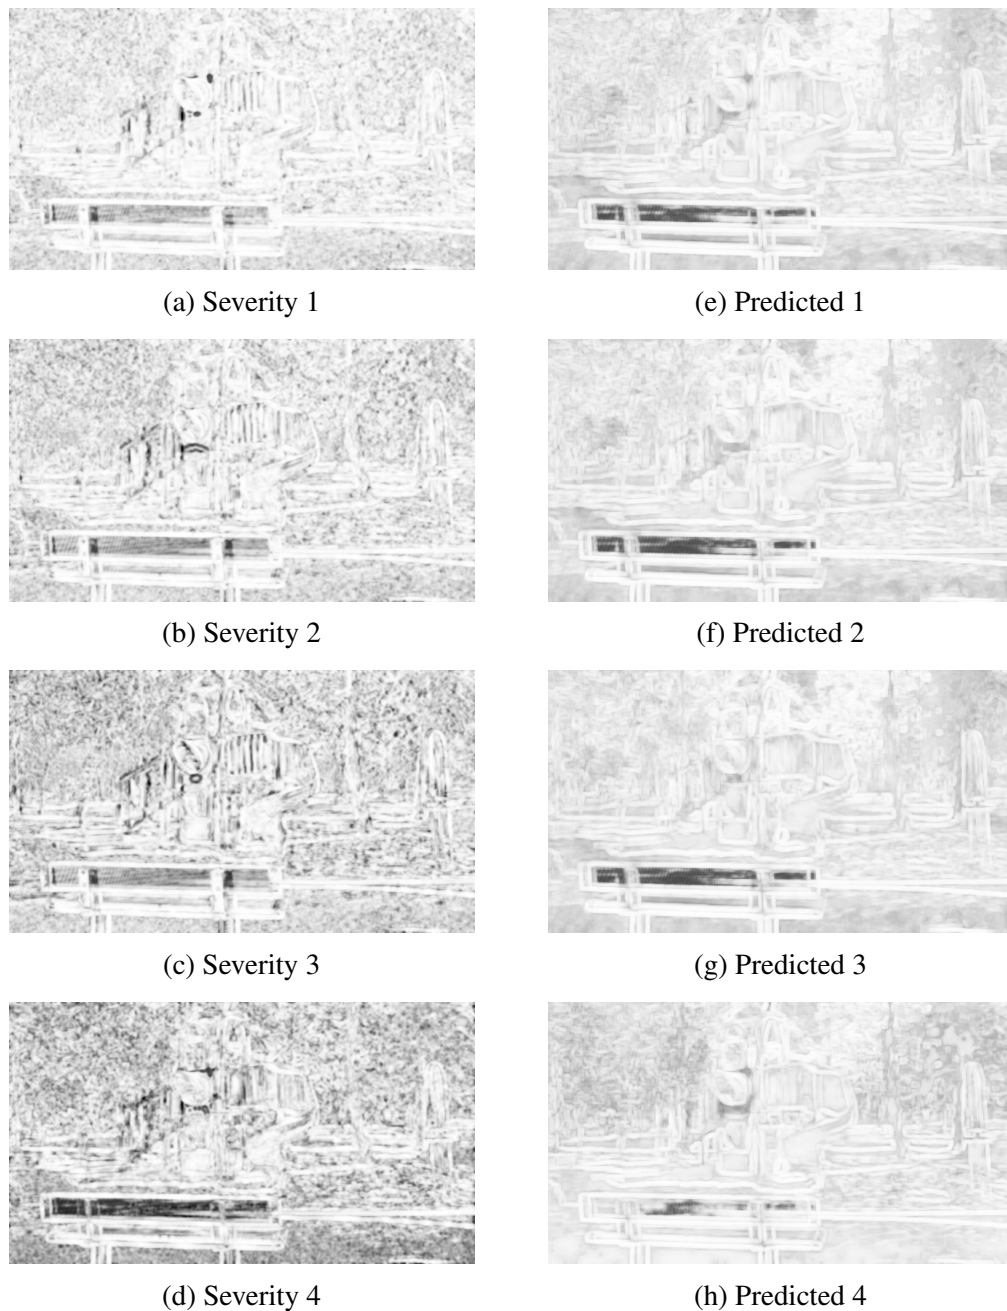 (a) Severity 1
(e) Predicted 1
(b) Severity 2
(f) Predicted 2
(c) Severity 3
(g) Predicted 3
(d) Severity 4
(h) Predicted 4